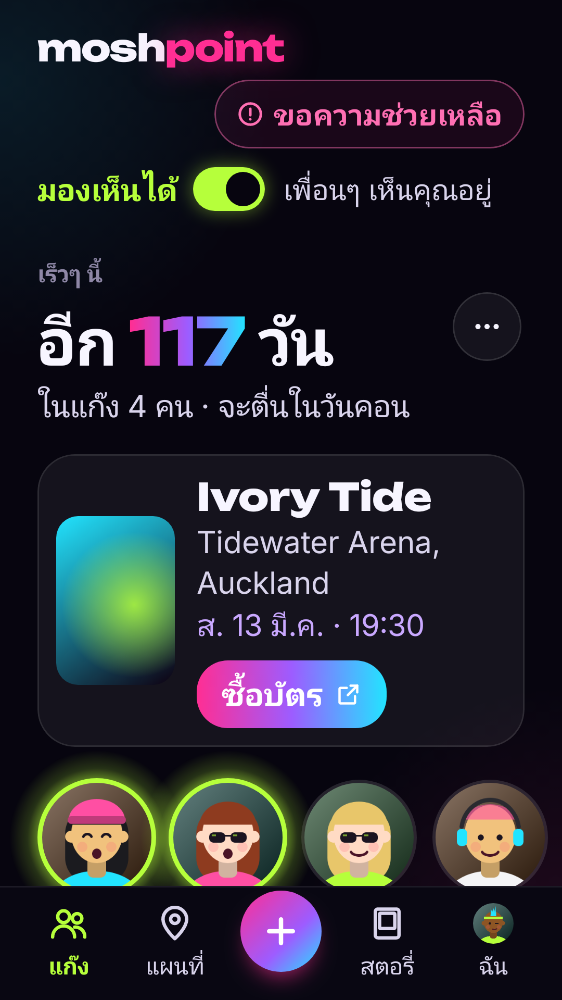 moshpoint
ขอความช่วยเหลือ
มองเห็นได้ เพื่อนๆ เห็นคุณอยู่
เร็วๆ นี้
อีก 117 วัน
ในแก๊ง 4 คน · จะตื่นในวันคอน
Ivory Tide
Tidewater Arena,
Auckland
ส. 13 มี.ค. · 19:30
ซื้อบัตร
แก๊ง แผนที่ สตอรี่ ฉัน